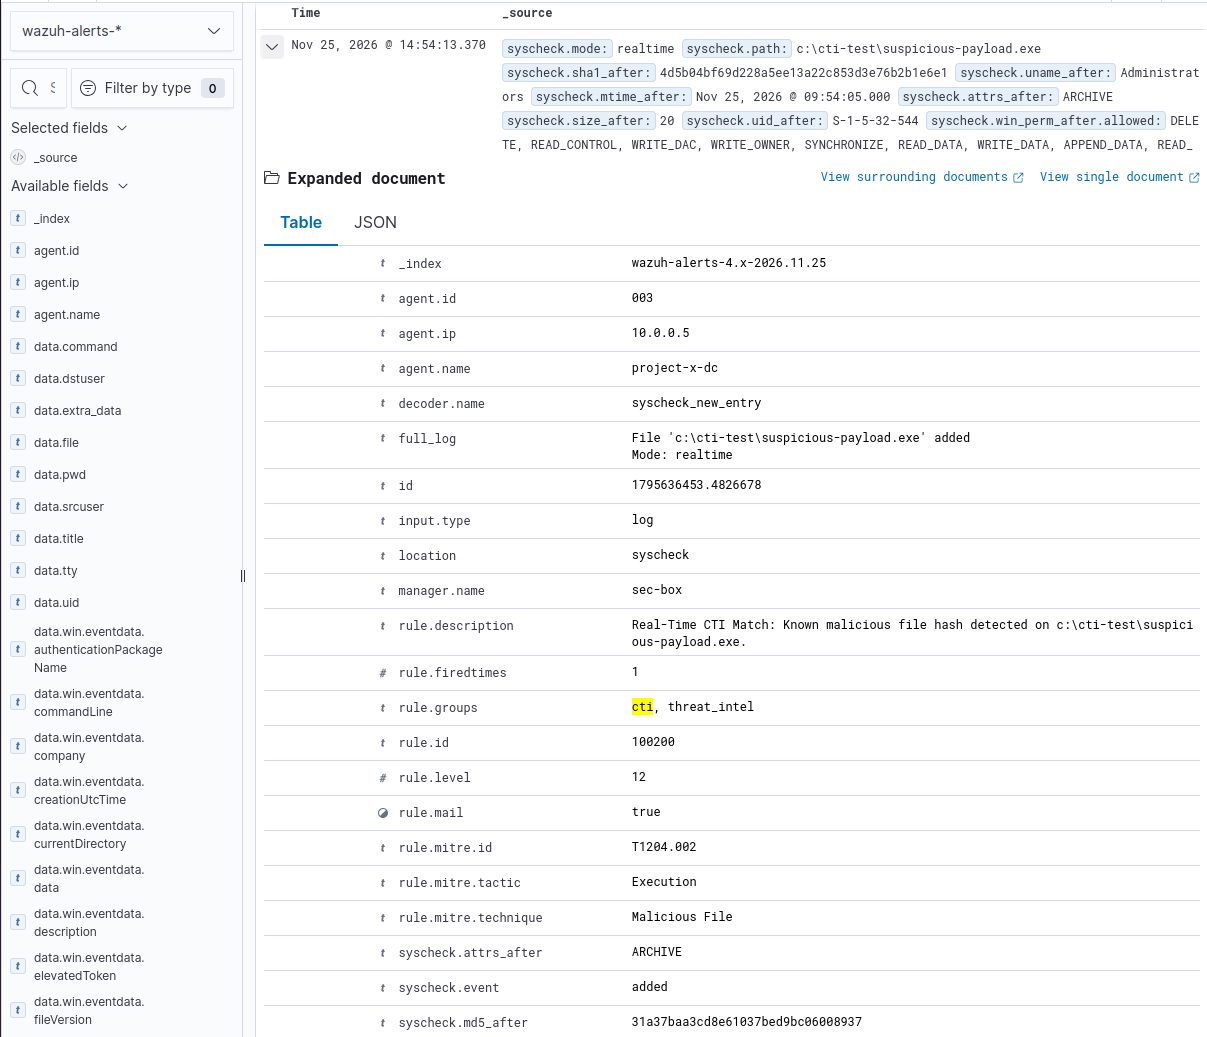 wazuh-alerts-*
Filter by type 0
Selected fields
_source
Available fields
_index
agent.id
agent.ip
agent.name
data.command
data.dstuser
data.extra_data
data.file
data.pwd
data.srcuser
data.title
data.tty
data.uid
data.win.eventdata.
authenticationPackage
Name
data.win.eventdata.
commandLine
data.win.eventdata.
company
data.win.eventdata.
creationUtcTime
data.win.eventdata.
currentDirectory
data.win.eventdata.
data
data.win.eventdata.
description
data.win.eventdata.
elevatedToken
data.win.eventdata.
fileVersion
Time _source
Nov 25, 2026 @ 14:54:13.370 syscheck.mode: realtime syscheck.path: c:\cti-test\suspicious-payload.exe
syscheck.sha1_after: 4d5b04bf69d228a5ee13a22c853d3e76b2b1e6e1 syscheck.uname_after: Administrat
ors syscheck.mtime_after: Nov 25, 2026 @ 09:54:05.000 syscheck.attrs_after: ARCHIVE
syscheck.size_after: 20 syscheck.uid_after: S-1-5-32-544 syscheck.win_perm_after.allowed: DELE
TE, READ_CONTROL, WRITE_DAC, WRITE_OWNER, SYNCHRONIZE, READ_DATA, WRITE_DATA, APPEND_DATA, READ_
Expanded document View surrounding documents View single document
Table JSON
t _index wazuh-alerts-4.x-2026.11.25
t agent.id 003
t agent.ip 10.0.0.5
t agent.name project-x-dc
t decoder.name syscheck_new_entry
t full_log File 'c:\cti-test\suspicious-payload.exe' added
Mode: realtime
t id 1795636453.4826678
t input.type log
t location syscheck
t manager.name sec-box
t rule.description Real-Time CTI Match: Known malicious file hash detected on c:\cti-test\suspici
ous-payload.exe.
# rule.firedtimes 1
t rule.groups cti, threat_intel
t rule.id 100200
# rule.level 12
rule.mail true
t rule.mitre.id T1204.002
t rule.mitre.tactic Execution
t rule.mitre.technique Malicious File
t syscheck.attrs_after ARCHIVE
t syscheck.event added
t syscheck.md5_after 31a37baa3cd8e61037bed9bc06008937